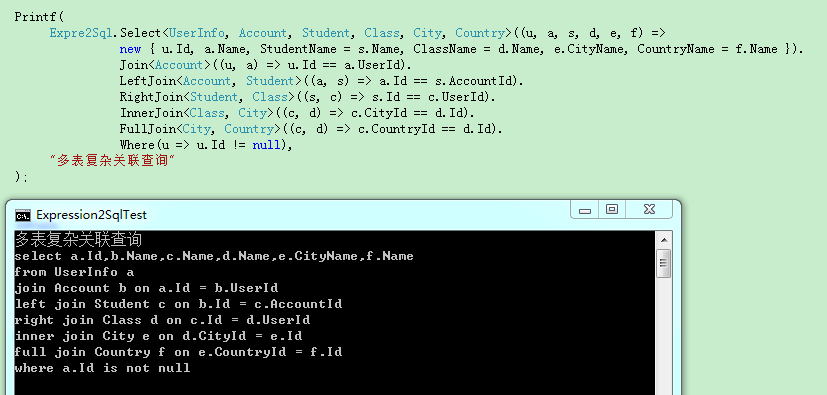 Printf(
Expre2Sql.Select<UserInfo, Account, Student, Class, City, Country>((u, a, s, d, e, f) =>
new { u.Id, a.Name, StudentName = s.Name, ClassName = d.Name, e.CityName, CountryName = f.Name }).
Join<Account>((u, a) => u.Id == a.UserId).
LeftJoin<Account, Student>((a, s) => a.Id == s.AccountId).
RightJoin<Student, Class>((s, c) => s.Id == c.UserId).
InnerJoin<Class, City>((c, d) => c.CityId == d.Id).
FullJoin<City, Country>((c, d) => c.CountryId == d.Id).
Where(u => u.Id != null),
"多表复杂关联查询"
);
Expression2SqlTest
多表复杂关联查询
select a.Id,b.Name,c.Name,d.Name,e.CityName,f.Name
from UserInfo a
join Account b on a.Id = b.UserId
left join Student c on b.Id = c.AccountId
right join Class d on c.Id = d.UserId
inner join City e on d.CityId = e.Id
full join Country f on e.CountryId = f.Id
where a.Id is not null